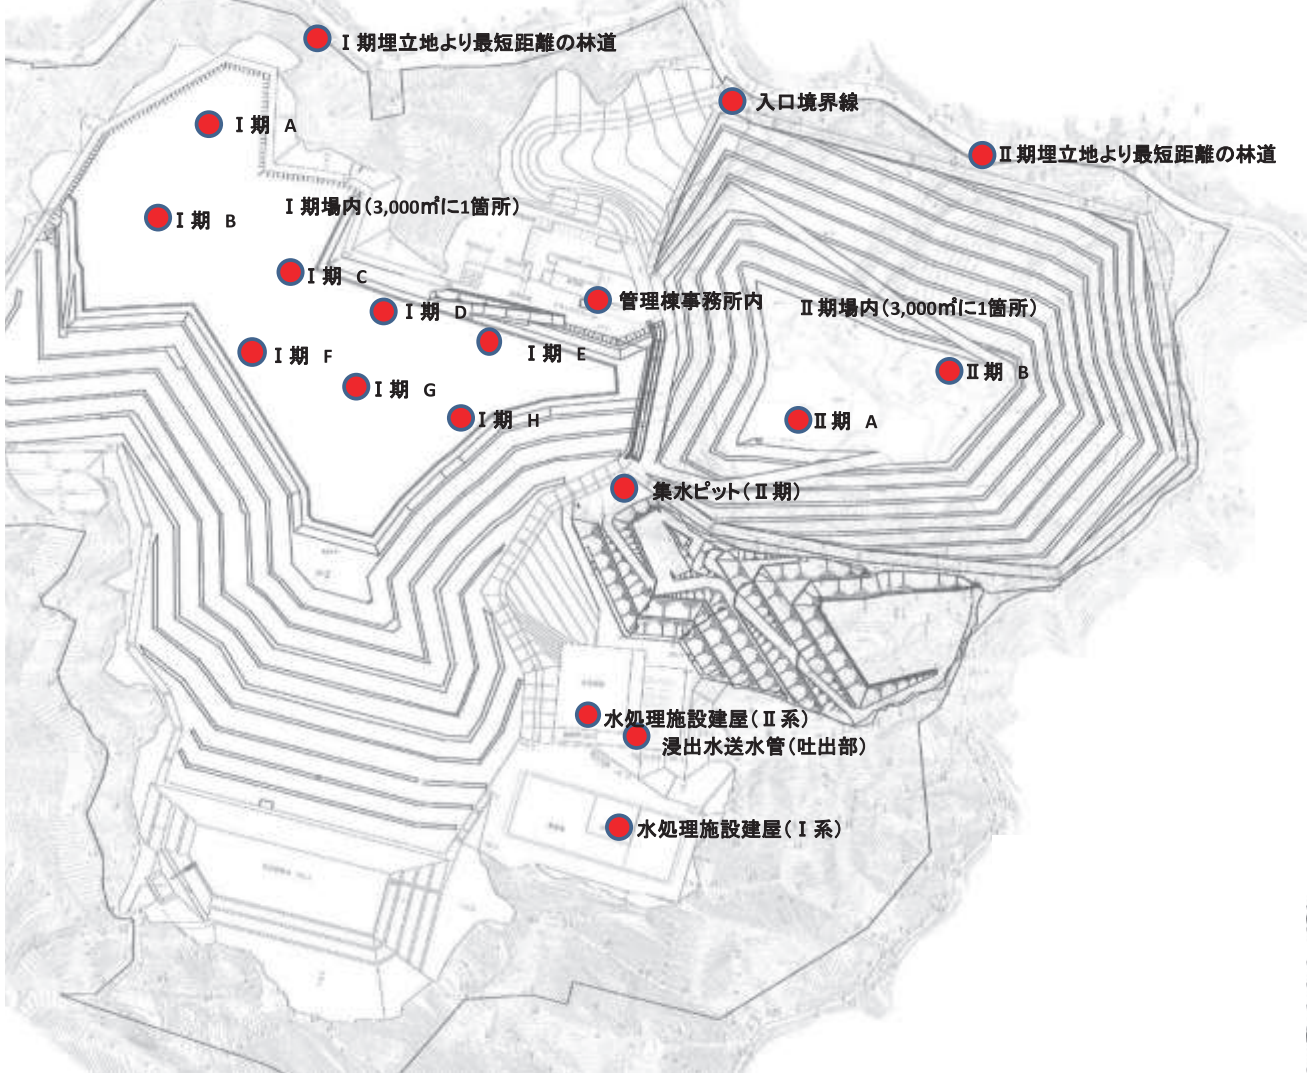 Ⅰ期埋立地より最短距離の林道
入口境界線
Ⅰ期 A
Ⅱ期埋立地より最短距離の林道
Ⅰ期場内(3,000㎡に1箇所)
Ⅰ期 B
Ⅰ期 C
管理棟事務所内
Ⅱ期場内(3,000㎡に1箇所)
Ⅰ期 D
Ⅰ期 E
Ⅰ期 F
Ⅱ期 B
Ⅰ期 G
Ⅰ期 H
Ⅱ期 A
集水ピット(Ⅱ期)
水処理施設建屋(Ⅱ系)
浸出水送水管(吐出部)
水処理施設建屋(Ⅰ系)